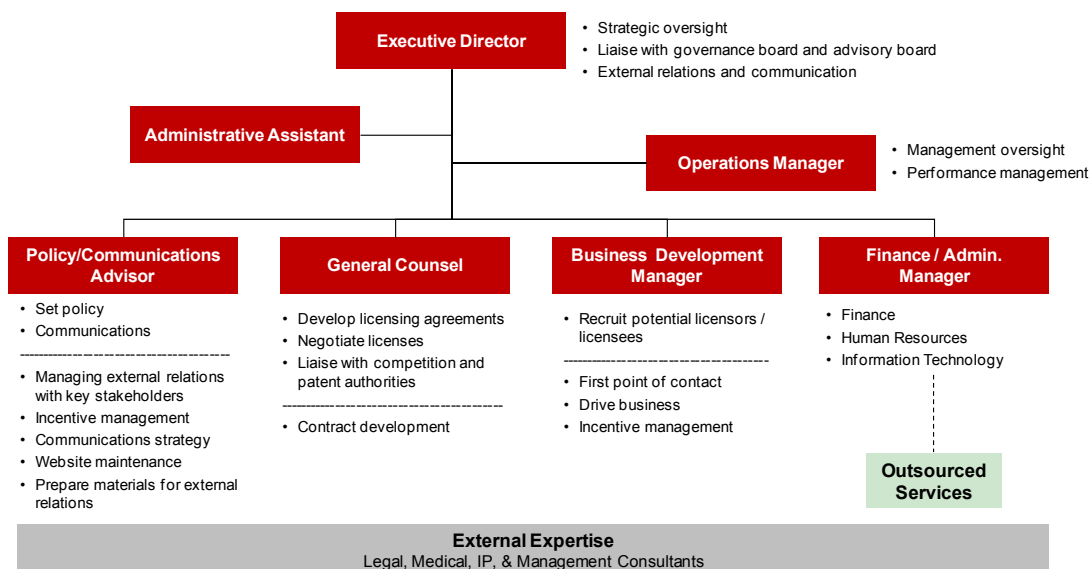 Executive Director
• Strategic oversight
• Liaise with governance board and advisory board
• External relations and communication
Administrative Assistant
Operations Manager
• Management oversight
• Performance management
Policy/Communications
Advisor
• Set policy
• Communications
• Managing external relations
with key stakeholders
• Incentive management
• Communications strategy
• Website maintenance
• Prepare materials for external
relations
General Counsel
• Develop licensing agreements
• Negotiate licenses
• Liaise with competition and
patent authorities
• Contract development
Business Development
Manager
• Recruit potential licensors /
licensees
• First point of contact
• Drive business
• Incentive management
Finance / Admin.
Manager
• Finance
• Human Resources
• Information Technology
Outsourced
Services
External Expertise
Legal, Medical, IP, & Management Consultants